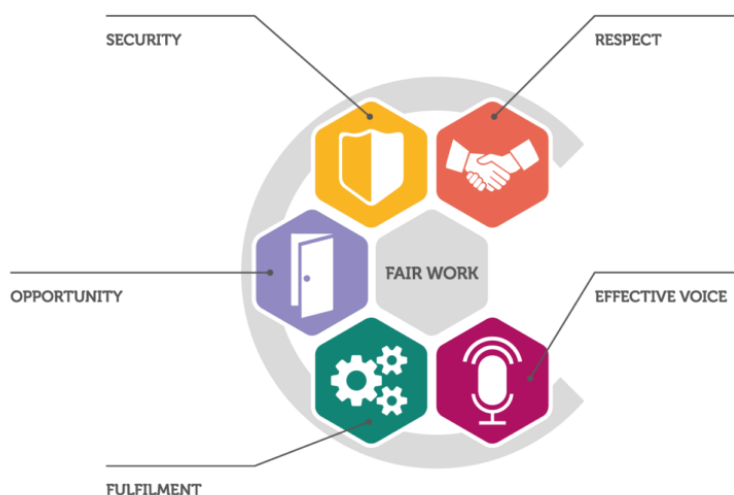 SECURITY
RESPECT
FAIR WORK
OPPORTUNITY
EFFECTIVE VOICE
FULFILMENT